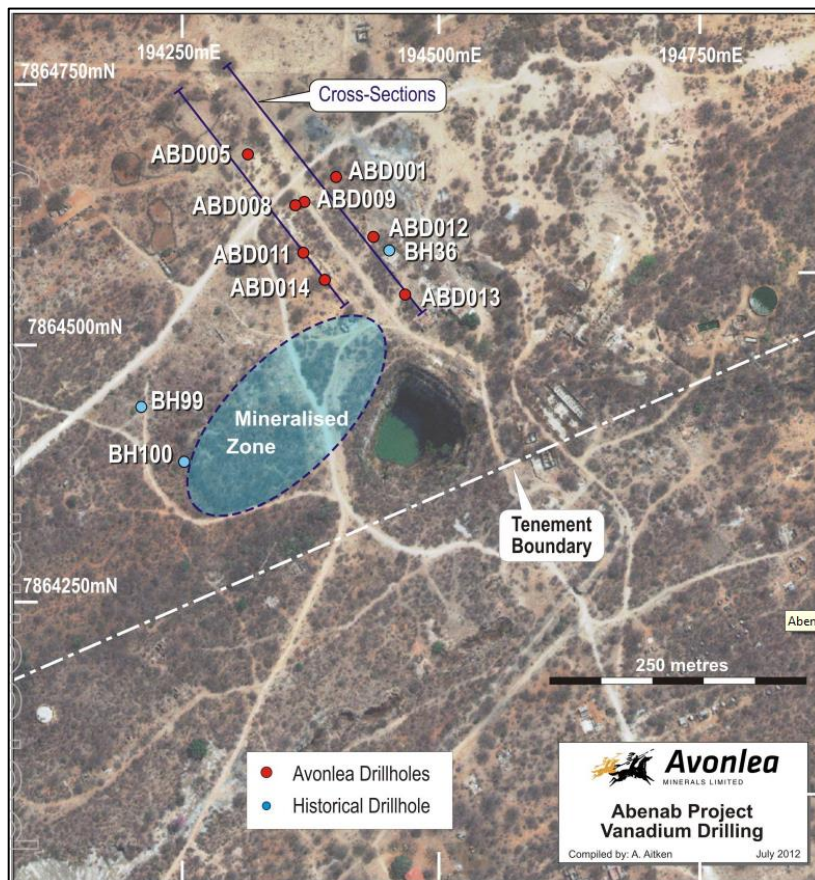 194250mE
194500mE
194750mE
7864750mN
Cross-Sections
ABD005
ABD001
ABD009
ABD008
ABD012
BH36
ABD011
ABD014
ABD013
7864500mN
BH99
Mineralised
Zone
BH100
Tenement
Boundary
7864250mN
Aben
250 metres
Avonlea Drillholes
Historical Drillhole
Avonlea
MINERALS LIMITED
Abenab Project
Vanadium Drilling
Compiled by: A. Aitken July 2012